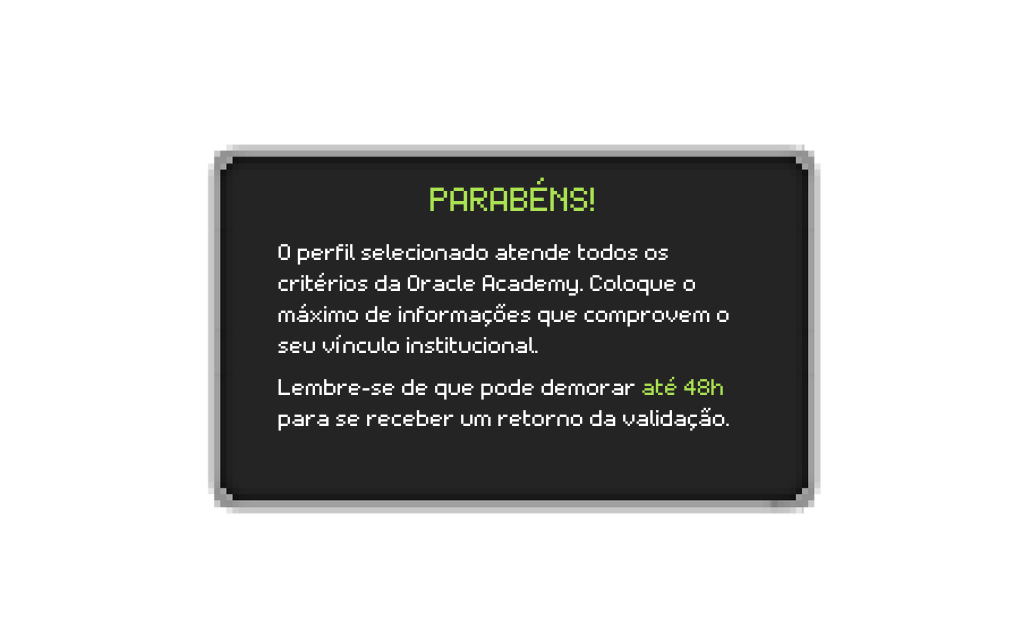 PARABÉNS!
O perfil selecionado atende todos os
critérios da Oracle Academy. Coloque o
máximo de informações que comprovem o
seu vínculo institucional.
Lembre-se de que pode demorar até 48h
para se receber um retorno da validação.